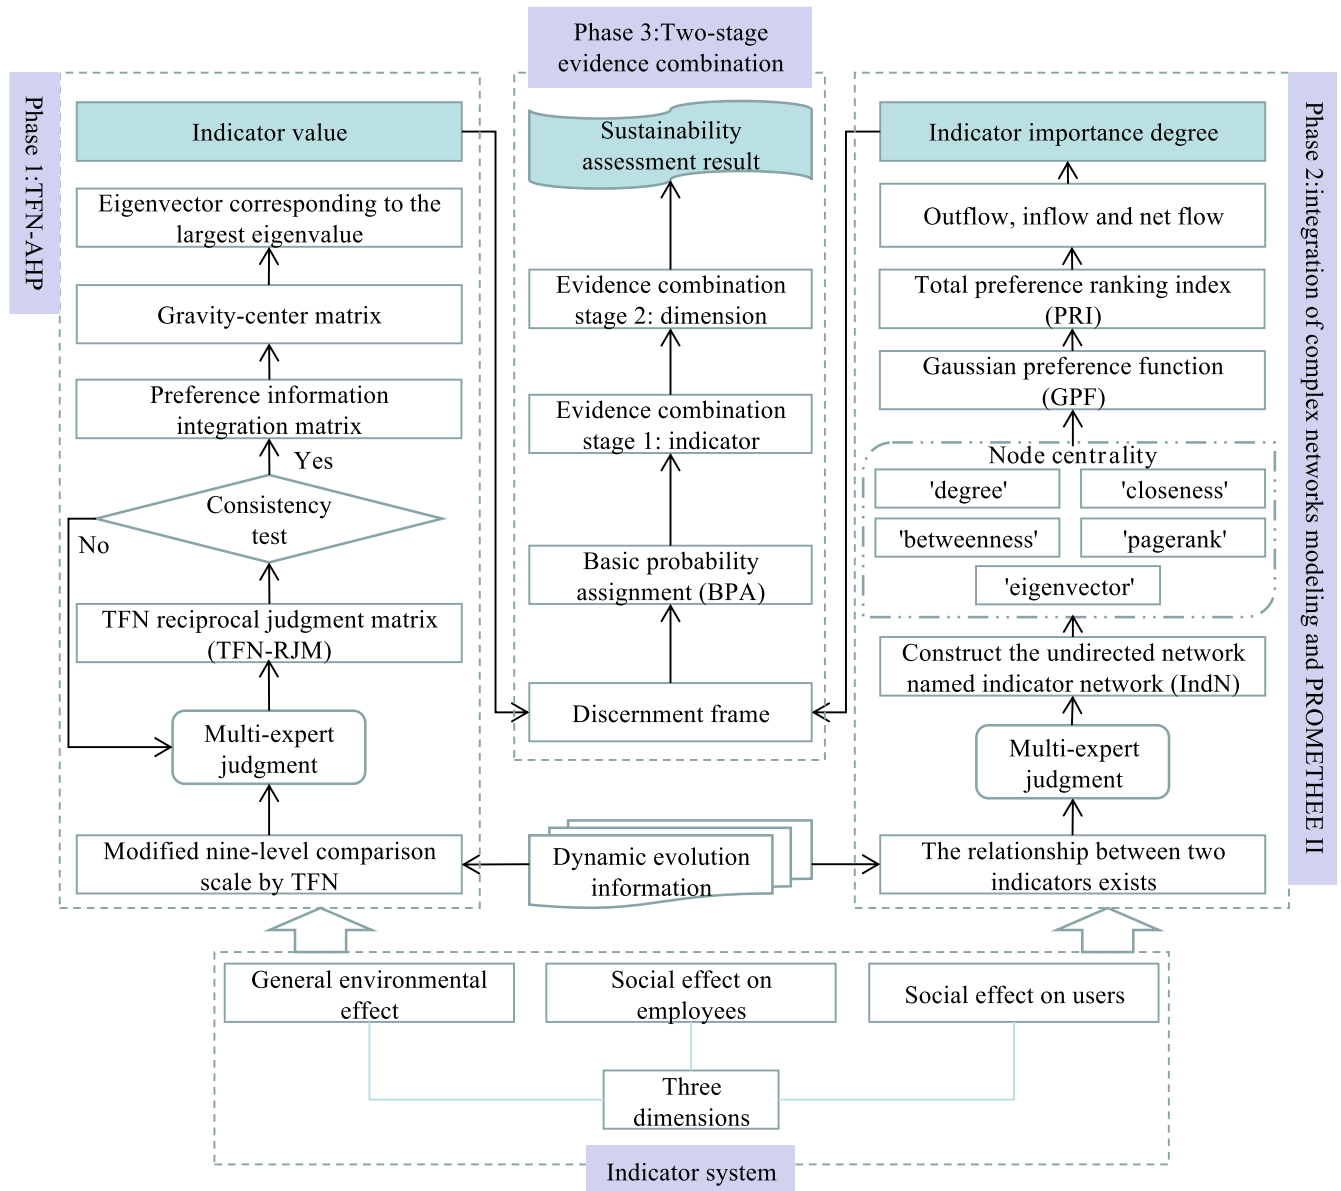 Phase 3:Two-stage
evidence combination
Phase 1:TFN-AHP
Indicator value
Eigenvector corresponding to the
largest eigenvalue
Gravity-center matrix
Preference information
integration matrix
Yes
Consistency
test
No
TFN reciprocal judgment matrix
(TFN-RJM)
Multi-expert
judgment
Modified nine-level comparison
scale by TFN
Sustainability
assessment result
Evidence combination
stage 2: dimension
Evidence combination
stage 1: indicator
Basic probability
assignment (BPA)
Discernment frame
Dynamic evolution
information
Phase 2:integration of complex networks modeling and PROMETHEE II
Indicator importance degree
Outflow, inflow and net flow
Total preference ranking index
(PRI)
Gaussian preference function
(GPF)
Node centrality
'degree'
'closeness'
'betweenness'
'pagerank'
'eigenvector'
Construct the undirected network
named indicator network (IndN)
Multi-expert
judgment
The relationship between two
indicators exists
General environmental
effect
Social effect on
employees
Social effect on users
Three
dimensions
Indicator system